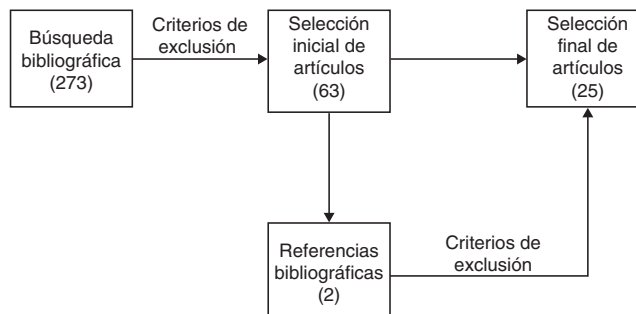 Búsqueda
bibliográfica
(273)
Criterios de
exclusión
Selección
inicial de
artículos
(63)
Selección
final de
artículos
(25)
Referencias
bibliográficas
(2)
Criterios de
exclusión